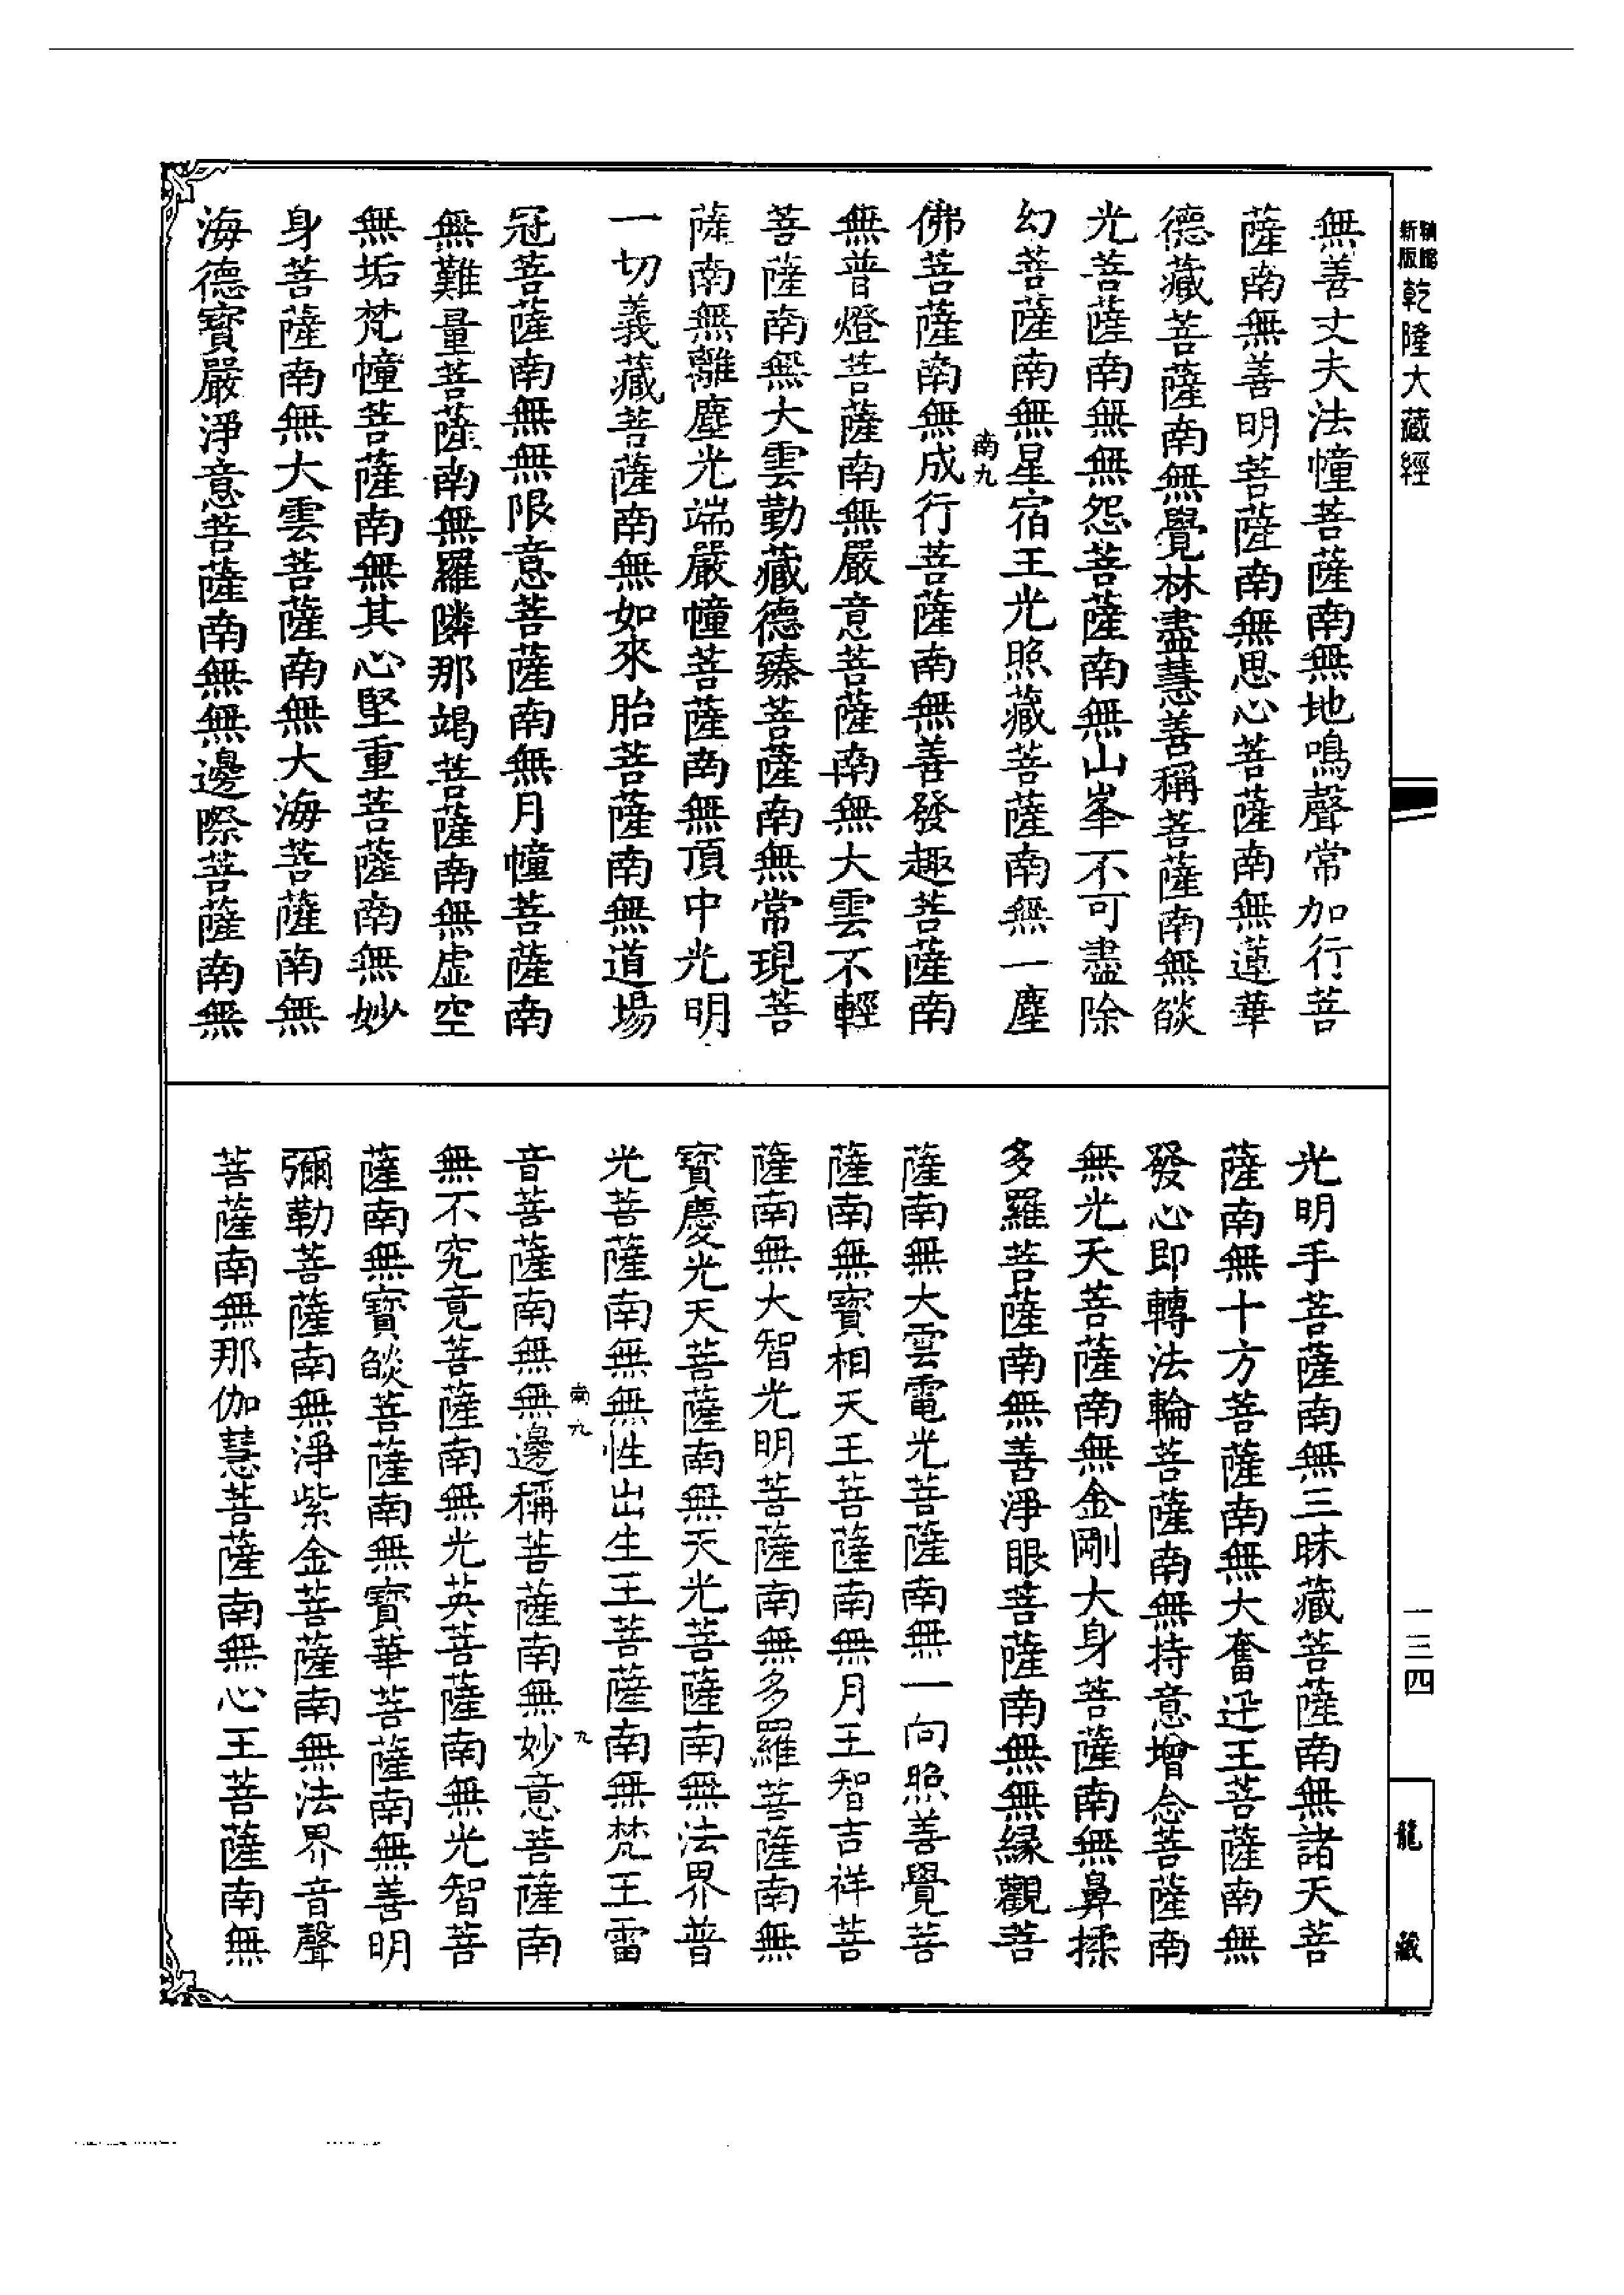 新版
乾隆大藏經
無善丈夫法幢菩薩南無地鳴聲常加行菩
薩南無善明菩薩南無思心菩薩南無蓮華
德藏菩薩南無覺林盡慧善稱菩薩南無燄
光菩薩南無無怨菩薩南無山峯不可盡除
幻菩薩南無星宿王光照藏菩薩南無一塵
南九
佛菩薩南無成行菩薩南無善發趣菩薩南
無普燈菩薩南無嚴意菩薩南無大雲不輕
菩薩南無大雲勤藏德臻菩薩南無常現菩
薩南無離塵光端嚴幢菩薩南無頂中光明
一切義藏菩薩南無如來胎菩薩南無道場
冠菩薩南無無限意菩薩南無月幢菩薩南
無難量菩薩南無羅隣那竭菩薩南無虛空
無垢梵幢菩薩南無其心堅重菩薩南無妙
身菩薩南無大雲菩薩南無大海菩薩南無
海德寶嚴淨意菩薩南無無邊際菩薩南無
光明手菩薩南無三昧藏菩薩南無諸天菩
薩南無十方菩薩南無大奮迅王菩薩南無
發心即轉法輪菩薩南無持意增念菩薩南
無光天菩薩南無金剛大身菩薩南無鼻揉
多羅菩薩南無善淨眼菩薩南無無緣觀菩
薩南無大雲電光菩薩南無一向照善覺菩
薩南無寶相天王菩薩南無月王智吉祥菩
薩南無大智光明菩薩南無多羅菩薩南無
寶慶光天菩薩南無天光菩薩南無法界普
光菩薩南無無性出生王菩薩南無梵王雷
南九
九
音菩薩南無無邊稱菩薩南無妙意菩薩南
無不究竟菩薩南無光英菩薩南無光智菩
薩南無寶燄菩薩南無寶華菩薩南無善明
彌勒菩薩南無淨紫金菩薩南無法界音聲
菩薩南無那伽慧菩薩南無心王菩薩南無
一三四
龍藏